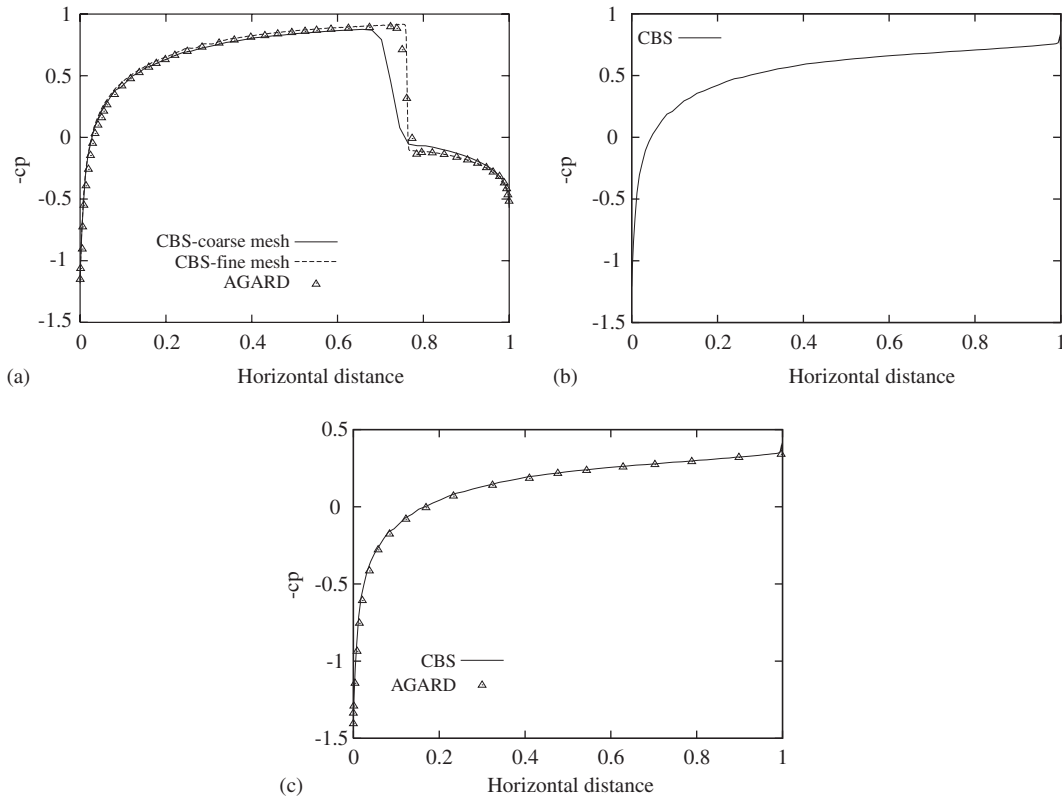 1
0.5
0
-0.5
-1
-1.5
-cp
CBS-coarse mesh
CBS-fine mesh
AGARD
0 0.2 0.4 0.6 0.8 1
Horizontal distance
(a)
1
0.5
0
-0.5
-1
-1.5
-cp
CBS
0 0.2 0.4 0.6 0.8 1
Horizontal distance
(b)
0.5
0
-0.5
-1
-1.5
-cp
CBS
AGARD
0 0.2 0.4 0.6 0.8 1
Horizontal distance
(c)